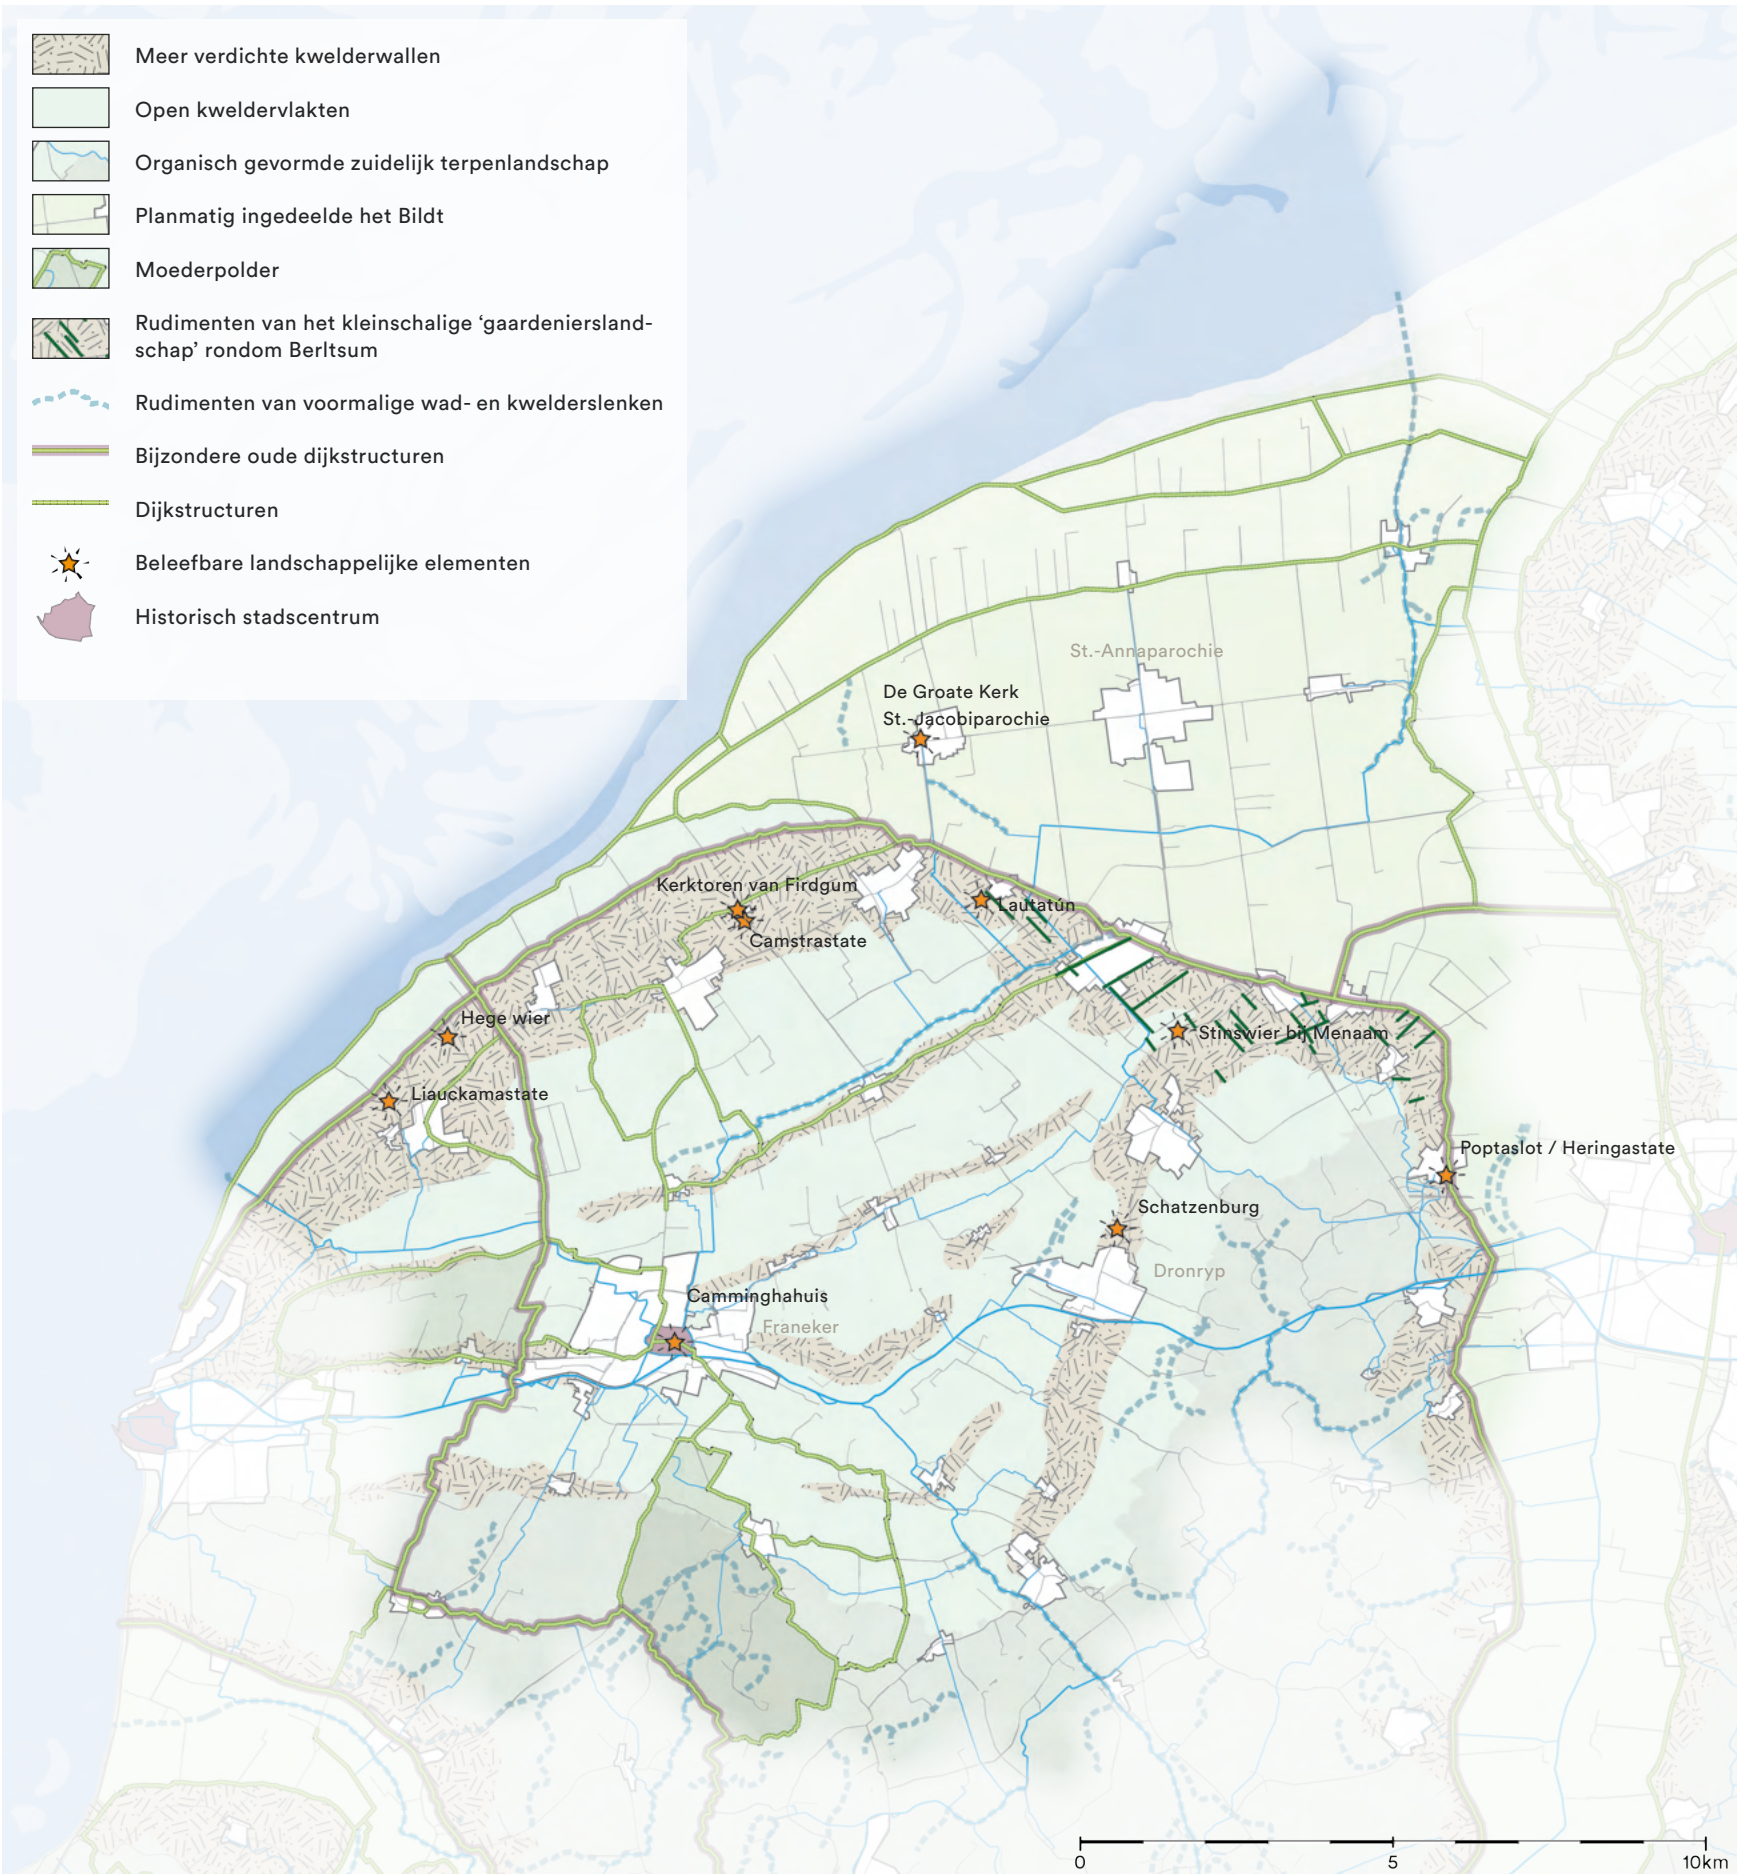 Meer verdichte kwelderwallen
Open kweldervlakten
Organisch gevormde zuidelijk terpenlandschap
Planmatig ingedeelde het Bildt
Moederpolder
Rudimenten van het kleinschalige ‘gaardeniersland-
schap’ rondom Berltsum
Rudimenten van voormalige wad- en kwelderslenken
Bijzondere oude dijkstructuren
Dijkstructuren
Beleefbare landschappelijke elementen
Historisch stadscentrum
St.-Annaparochie
De Groate Kerk
St.-Jacobiparochie
Kerktoren van Firdgum
Lautatún
Camstrastate
Hege wier
Stinswier bij Menaam
Liauckamastate
Poptaslot / Heringastate
Schatzenburg
Dronryp
Camminghahuis
Franeker
0 5 10km